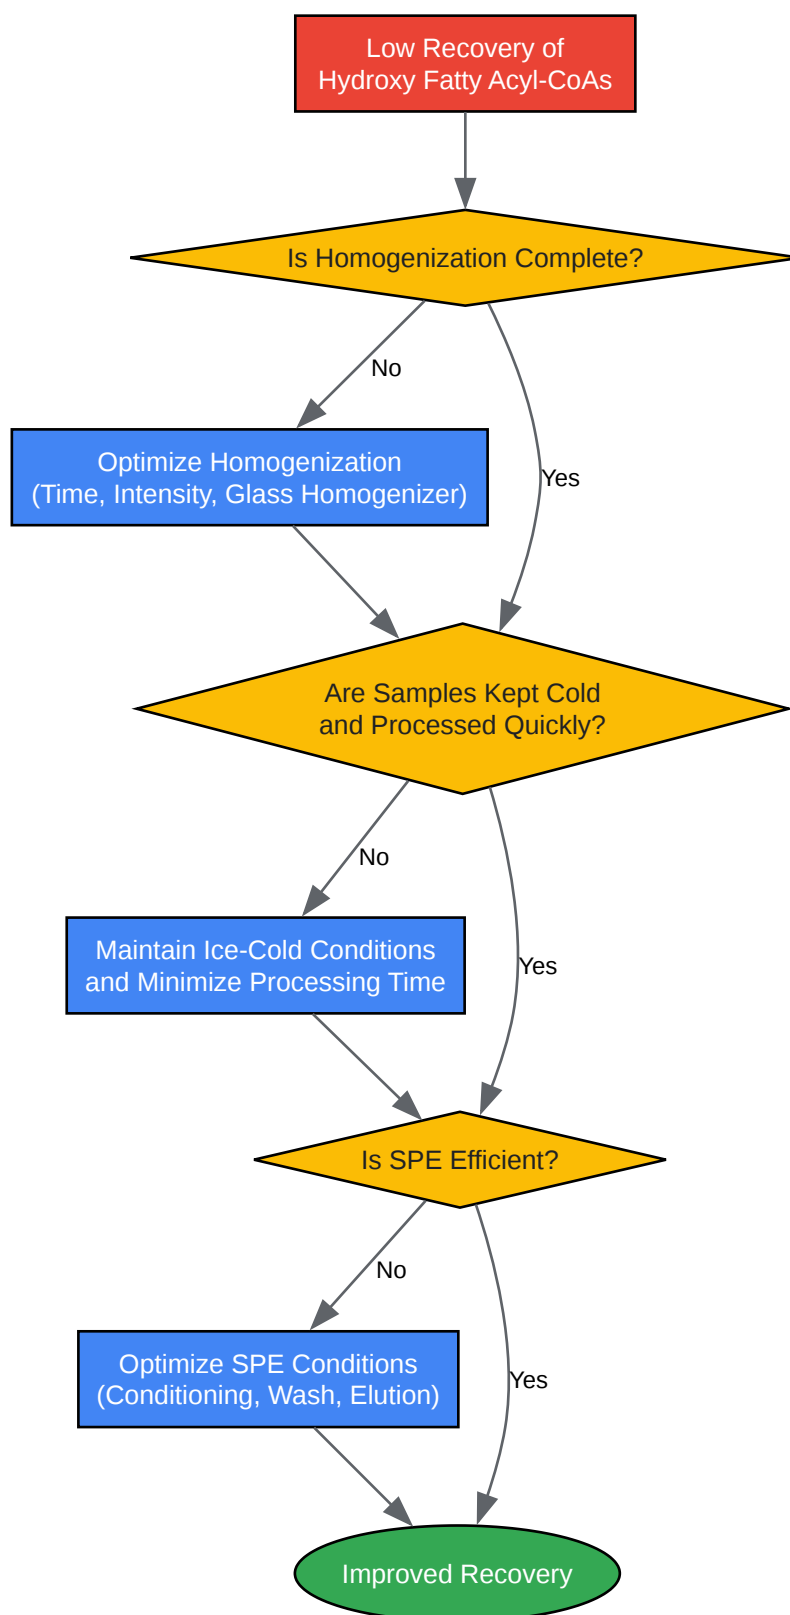 Low Recovery of
Hydroxy Fatty Acyl-CoAs
Is Homogenization Complete?
No
Optimize Homogenization
(Time, Intensity, Glass Homogenizer)
Yes
Are Samples Kept Cold
and Processed Quickly?
No
Maintain Ice-Cold Conditions
and Minimize Processing Time
Yes
Is SPE Efficient?
No
Optimize SPE Conditions
(Conditioning, Wash, Elution)
Yes
Improved Recovery